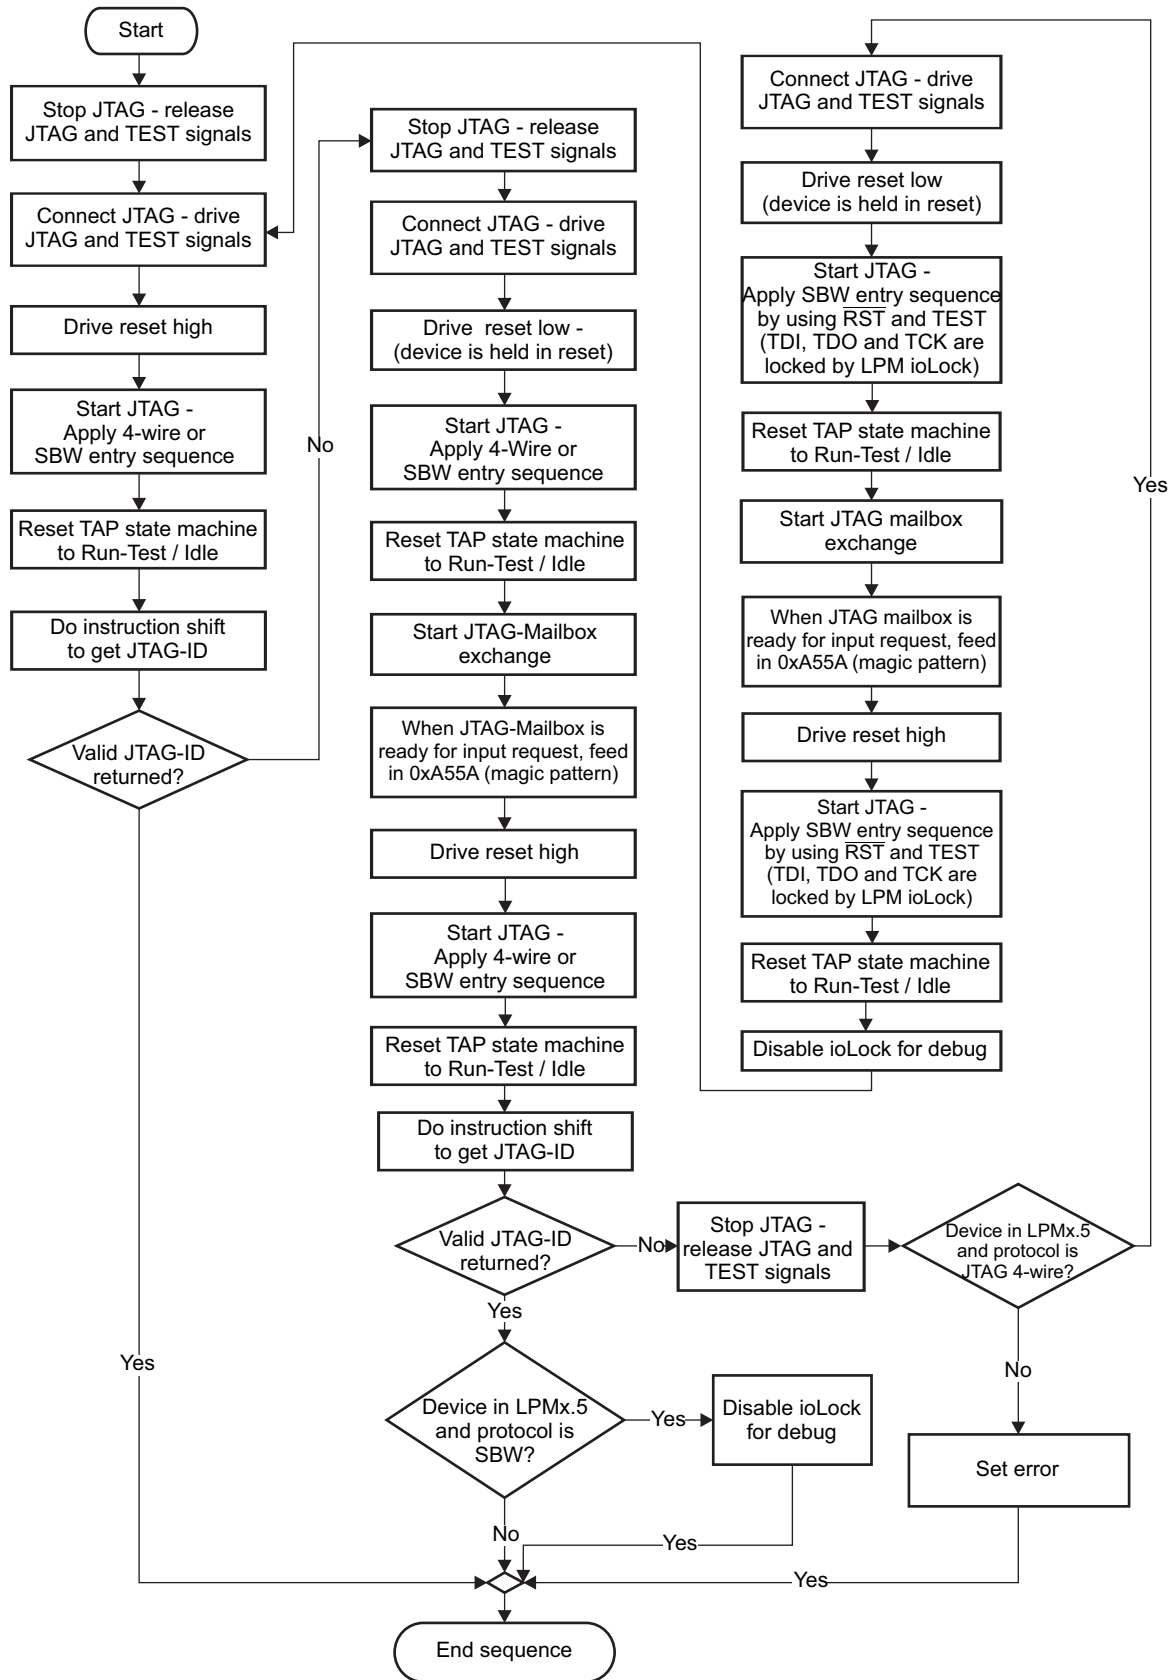 Start
Stop JTAG - release
JTAG and TEST signals
Connect JTAG - drive
JTAG and TEST signals
Drive reset high
Start JTAG -
Apply 4-wire or
SBW entry sequence
Reset TAP state machine
to Run-Test / Idle
Do instruction shift
to get JTAG-ID
Valid JTAG-ID
returned?
No
Yes
Stop JTAG - release
JTAG and TEST signals
Connect JTAG - drive
JTAG and TEST signals
Drive reset low -
(device is held in reset)
Start JTAG -
Apply 4-Wire or
SBW entry sequence
Reset TAP state machine
to Run-Test / Idle
Start JTAG-Mailbox
exchange
When JTAG-Mailbox is
ready for input request, feed
in 0xA55A (magic pattern)
Drive reset high
Start JTAG -
Apply 4-wire or
SBW entry sequence
Reset TAP state machine
to Run-Test / Idle
Do instruction shift
to get JTAG-ID
Valid JTAG-ID
returned?
No
Yes
Stop JTAG -
release JTAG and
TEST signals
Device in LPMx.5
and protocol is
JTAG 4-wire?
Yes
No
Connect JTAG - drive
JTAG and TEST signals
Drive reset low
(device is held in reset)
Start JTAG -
Apply SBW entry sequence
by using RST and TEST
(TDI, TDO and TCK are
locked by LPM ioLock)
Reset TAP state machine
to Run-Test / Idle
Start JTAG mailbox
exchange
When JTAG mailbox is
ready for input request, feed
in 0xA55A (magic pattern)
Drive reset high
Start JTAG -
Apply SBW entry sequence
by using RST and TEST
(TDI, TDO and TCK are
locked by LPM ioLock)
Reset TAP state machine
to Run-Test / Idle
Disable ioLock for debug
Device in LPMx.5
and protocol is
SBW?
Yes
Disable ioLock
for debug
Set error
No
Yes
Yes
End sequence